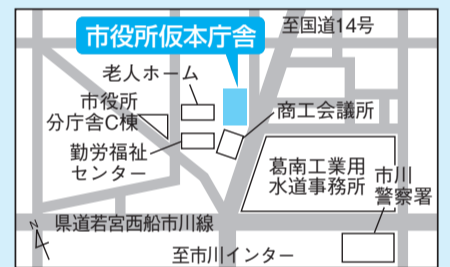 至国道14号
市役所仮本庁舎
老人ホーム
市役所
分庁舎C棟
商工会議所
勤労福祉
センター
葛南工業用
水道事務所
市川
警察署
県道若宮西船市川線
N
至市川インター